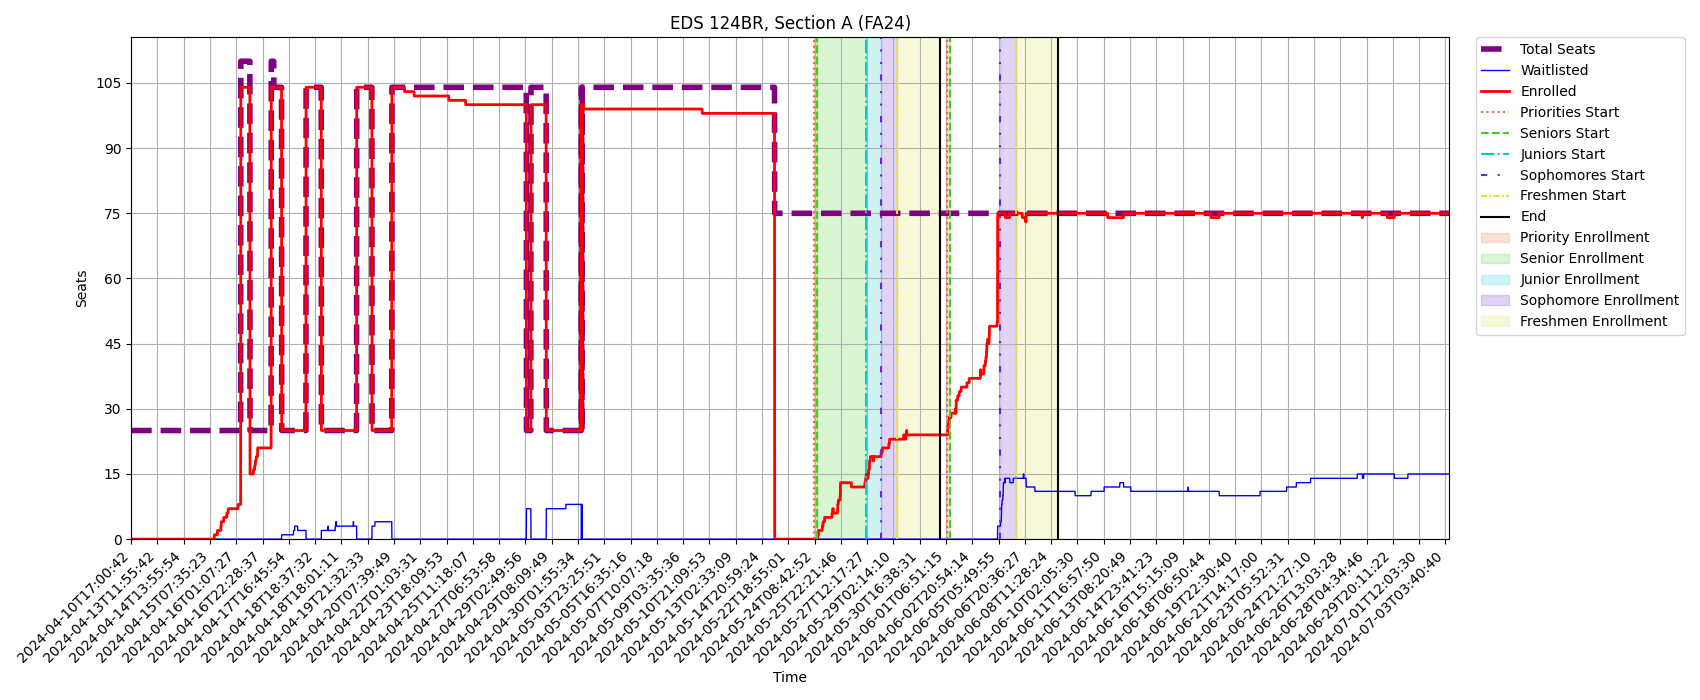 EDS 124BR, Section A (FA24)
Total Seats
Waitlisted
Enrolled
Priorities Start
Seniors Start
Juniors Start
Sophomores Start
Freshmen Start
End
Priority Enrollment
Senior Enrollment
Junior Enrollment
Sophomore Enrollment
Freshmen Enrollment
Seats
105
90
75
60
45
30
15
0
2024-04-10T17:00:42
2024-04-13T11:55:42
2024-04-14T13:55:54
2024-04-15T07:35:23
2024-04-16T01:07:27
2024-04-16T22:28:37
2024-04-17T16:45:54
2024-04-18T18:37:32
2024-04-18T18:01:11
2024-04-19T21:32:33
2024-04-20T07:39:49
2024-04-22T01:03:31
2024-04-23T18:09:53
2024-04-25T11:18:07
2024-04-27T06:53:58
2024-04-29T02:49:56
2024-04-29T08:09:49
2024-04-30T01:55:34
2024-05-03T23:25:51
2024-05-05T16:35:16
2024-05-07T10:07:18
2024-05-09T03:35:36
2024-05-10T21:09:53
2024-05-13T02:33:09
2024-05-14T20:59:24
2024-05-22T18:55:01
2024-05-24T08:42:52
2024-05-25T22:21:46
2024-05-27T12:17:27
2024-05-29T02:14:10
2024-05-30T16:38:31
2024-06-01T06:51:15
2024-06-02T20:54:14
2024-06-05T05:49:55
2024-06-06T20:36:27
2024-06-08T11:28:24
2024-06-10T02:05:30
2024-06-11T16:57:50
2024-06-13T08:20:49
2024-06-14T23:41:23
2024-06-16T15:15:09
2024-06-18T06:50:44
2024-06-19T22:30:40
2024-06-21T14:17:00
2024-06-23T05:52:31
2024-06-24T21:27:10
2024-06-26T13:03:28
2024-06-28T04:34:46
2024-06-29T20:11:22
2024-07-01T12:03:30
2024-07-03T03:40:40
Time